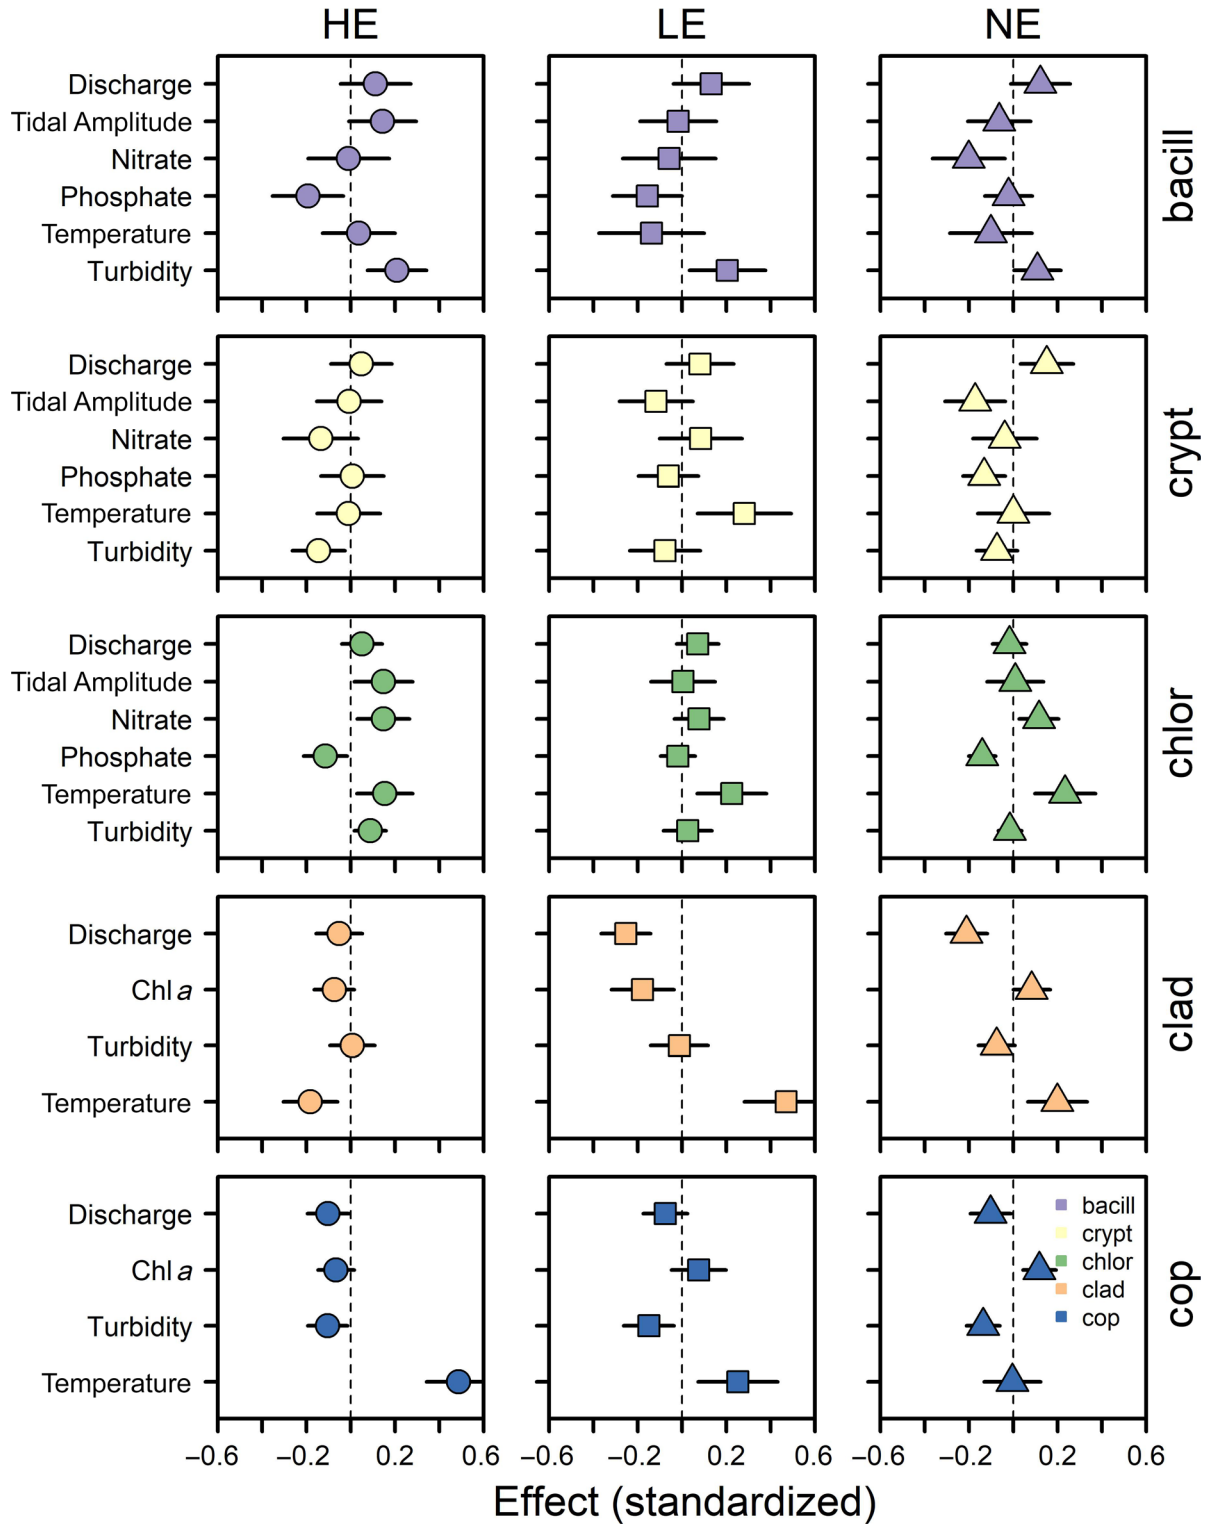 HE LE NE
Discharge
Tidal Amplitude
Nitrate
Phosphate
Temperature
Turbidity
bacill
Discharge
Tidal Amplitude
Nitrate
Phosphate
Temperature
Turbidity
crypt
Discharge
Tidal Amplitude
Nitrate
Phosphate
Temperature
Turbidity
chlor
Discharge
Chl a
Turbidity
Temperature
clad
Discharge
Chl a
Turbidity
Temperature
bacill
crypt
chlor
clad
cop
cop
−0.6 −0.2 0.2 0.6 −0.6 −0.2 0.2 0.6 −0.6 −0.2 0.2 0.6
Effect (standardized)